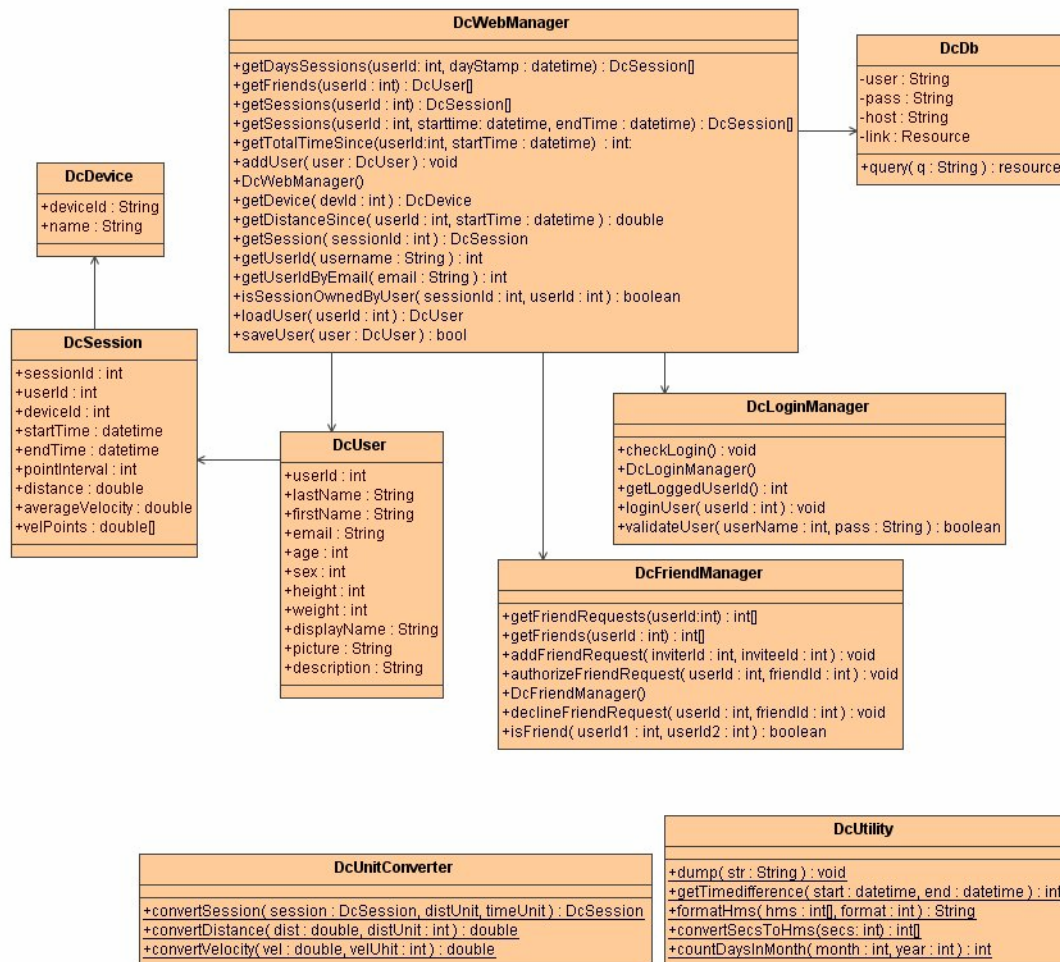 DcWebManager
+getDaysSessions(userId: int, dayStamp : datetime) : DcSession[]
+getFriends(userId : int) : DcUser[]
+getSessions(userId : int) : DcSession[]
+getSessions(userId : int, starttime: datetime, endTime : datetime) : DcSession[]
+getTotalTimeSince(userId:int, startTime : datetime) : int:
+addUser( user : DcUser ) : void
+DcWebManager()
+getDevice( devId : int ) : DcDevice
+getDistanceSince( userId : int, startTime : datetime ) : double
+getSession( sessionId : int ) : DcSession
+getUserId( username : String ) : int
+getUserIdByEmail( email : String ) : int
+isSessionOwnedByUser( sessionId : int, userId : int ) : boolean
+loadUser( userId : int ) : DcUser
+saveUser( user : DcUser ) : bool
DcDb
-user : String
-pass : String
-host : String
-link : Resource
+query( q : String ) : resource
DcDevice
+deviceId : String
+name : String
DcSession
+sessionId : int
+userId : int
+deviceId : int
+startTime : datetime
+endTime : datetime
+pointInterval : int
+distance : double
+averageVelocity : double
+velPoints : double[]
DcUser
+userId : int
+lastName : String
+firstName : String
+email : String
+age : int
+sex : int
+height : int
+weight : int
+displayName : String
+picture : String
+description : String
DcLoginManager
+checkLogin() : void
+DcLoginManager()
+getLoggedUserId() : int
+loginUser( userId : int ) : void
+validateUser( userName : int, pass : String ) : boolean
DcFriendManager
+getFriendRequests(userId:int) : int[]
+getFriends(userId : int) : int[]
+addFriendRequest( inviterId : int, inviteeId : int ) : void
+authorizeFriendRequest( userId : int, friendId : int ) : void
+DcFriendManager()
+declineFriendRequest( userId : int, friendId : int ) : void
+isFriend( userId1 : int, userId2 : int ) : boolean
DcUnitConverter
+convertSession( session : DcSession, distUnit, timeUnit ) : DcSession
+convertDistance( dist : double, distUnit : int ) : double
+convertVelocity( vel : double, velUhit : int ) : double
DcUtility
+dump( str : String ) : void
+getTimedifference( start : datetime, end : datetime ) : int
+formatHms( hms : int[], format : int ) : String
+convertSecsToHms(secs: int) : int[]
+countDaysInMonth( month : int, year : int ) : int